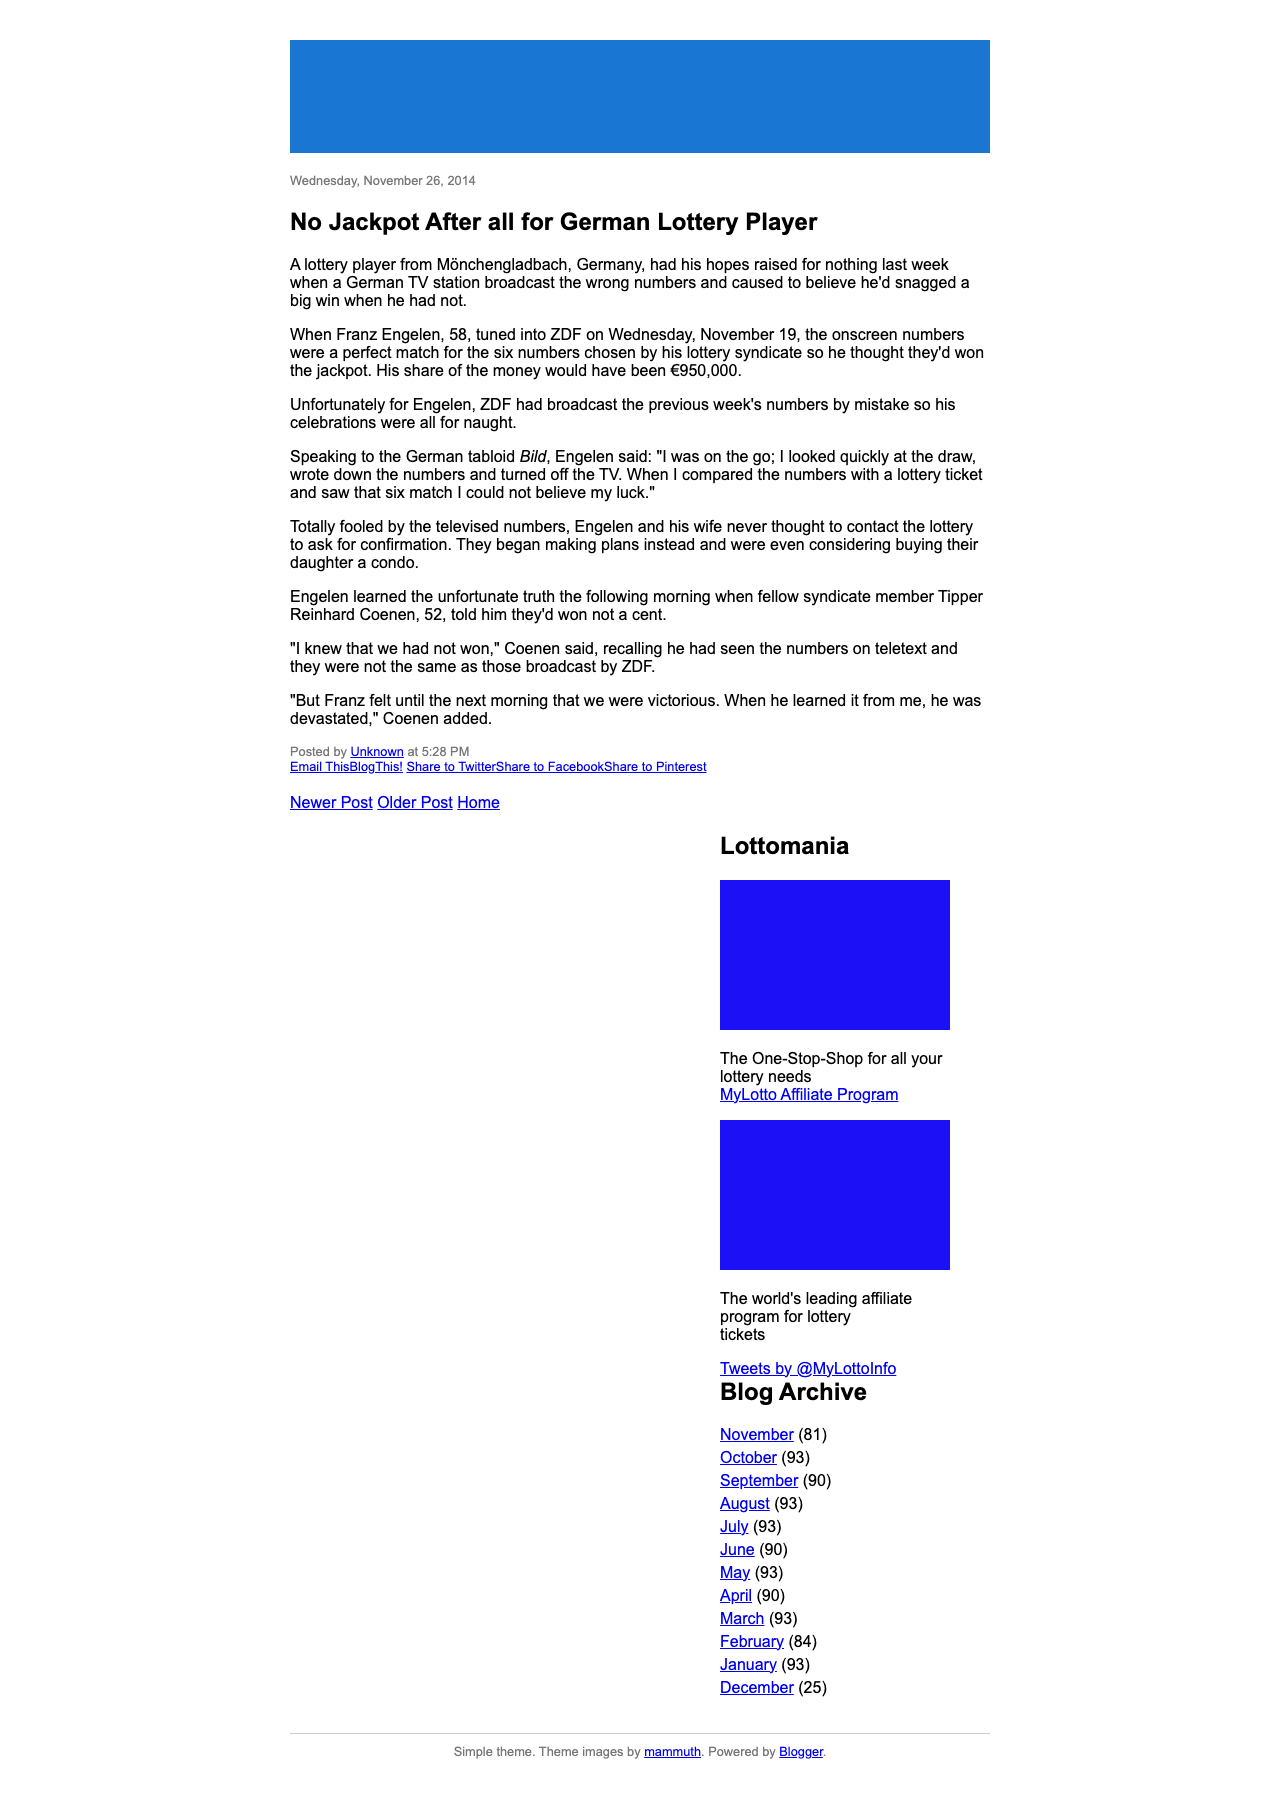 Wednesday, November 26, 2014
No Jackpot After all for German Lottery Player
A lottery player from Mönchengladbach, Germany, had his hopes raised for nothing last week
when a German TV station broadcast the wrong numbers and caused to believe he'd snagged a
big win when he had not.
When Franz Engelen, 58, tuned into ZDF on Wednesday, November 19, the onscreen numbers
were a perfect match for the six numbers chosen by his lottery syndicate so he thought they'd won
the jackpot. His share of the money would have been €950,000.
Unfortunately for Engelen, ZDF had broadcast the previous week's numbers by mistake so his
celebrations were all for naught.
Speaking to the German tabloid Bild, Engelen said: "I was on the go; I looked quickly at the draw,
wrote down the numbers and turned off the TV. When I compared the numbers with a lottery ticket
and saw that six match I could not believe my luck."
Totally fooled by the televised numbers, Engelen and his wife never thought to contact the lottery
to ask for confirmation. They began making plans instead and were even considering buying their
daughter a condo.
Engelen learned the unfortunate truth the following morning when fellow syndicate member Tipper
Reinhard Coenen, 52, told him they'd won not a cent.
"I knew that we had not won," Coenen said, recalling he had seen the numbers on teletext and
they were not the same as those broadcast by ZDF.
"But Franz felt until the next morning that we were victorious. When he learned it from me, he was
devastated," Coenen added.
Posted by Unknown at 5:28 PM
Email ThisBlogThis! Share to TwitterShare to FacebookShare to Pinterest
Newer Post Older Post Home
Lottomania
The One-Stop-Shop for all your
lottery needs
MyLotto Affiliate Program
The world's leading affiliate
program for lottery
tickets
Tweets by @MyLottoInfo
Blog Archive
November (81)
October (93)
September (90)
August (93)
July (93)
June (90)
May (93)
April (90)
March (93)
February (84)
January (93)
December (25)
Simple theme. Theme images by mammuth. Powered by Blogger.